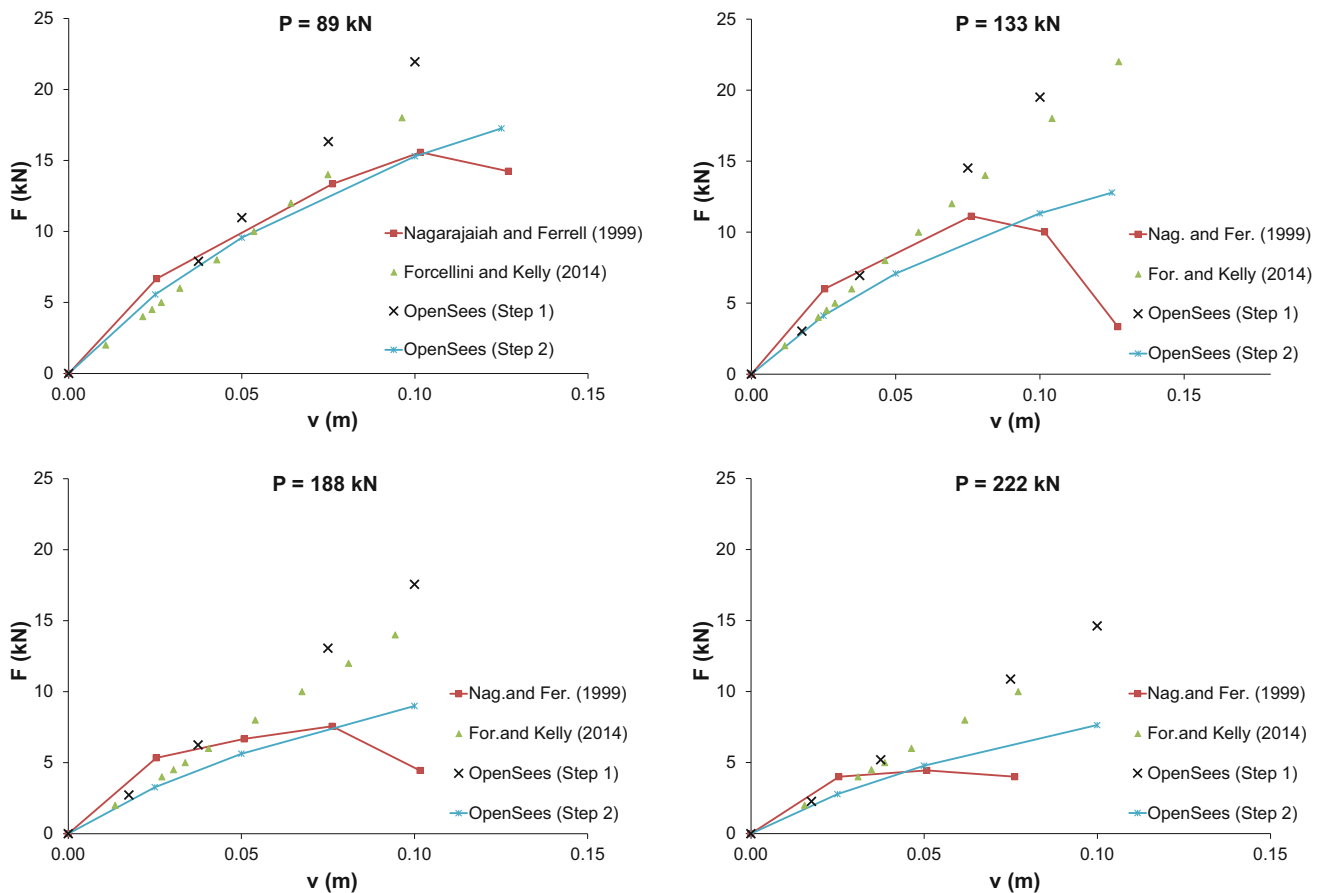 P = 89 kN
25
20
15
10
5
0
F (kN)
Nagarajaiah and Ferrell (1999)
Forcellini and Kelly (2014)
OpenSees (Step 1)
OpenSees (Step 2)
0.00 0.05 0.10 0.15
v (m)
P = 133 kN
25
20
15
10
5
0
F (kN)
Nag. and Fer. (1999)
For. and Kelly (2014)
OpenSees (Step 1)
OpenSees (Step 2)
0.00 0.05 0.10 0.15
v (m)
P = 188 kN
25
20
15
10
5
0
F (kN)
Nag.and Fer. (1999)
For.and Kelly (2014)
OpenSees (Step 1)
OpenSees (Step 2)
0.00 0.05 0.10 0.15
v (m)
P = 222 kN
25
20
15
10
5
0
F (kN)
Nag.and Fer. (1999)
For.and Kelly (2014)
OpenSees (Step 1)
OpenSees (Step 2)
0.00 0.05 0.10 0.15
v (m)